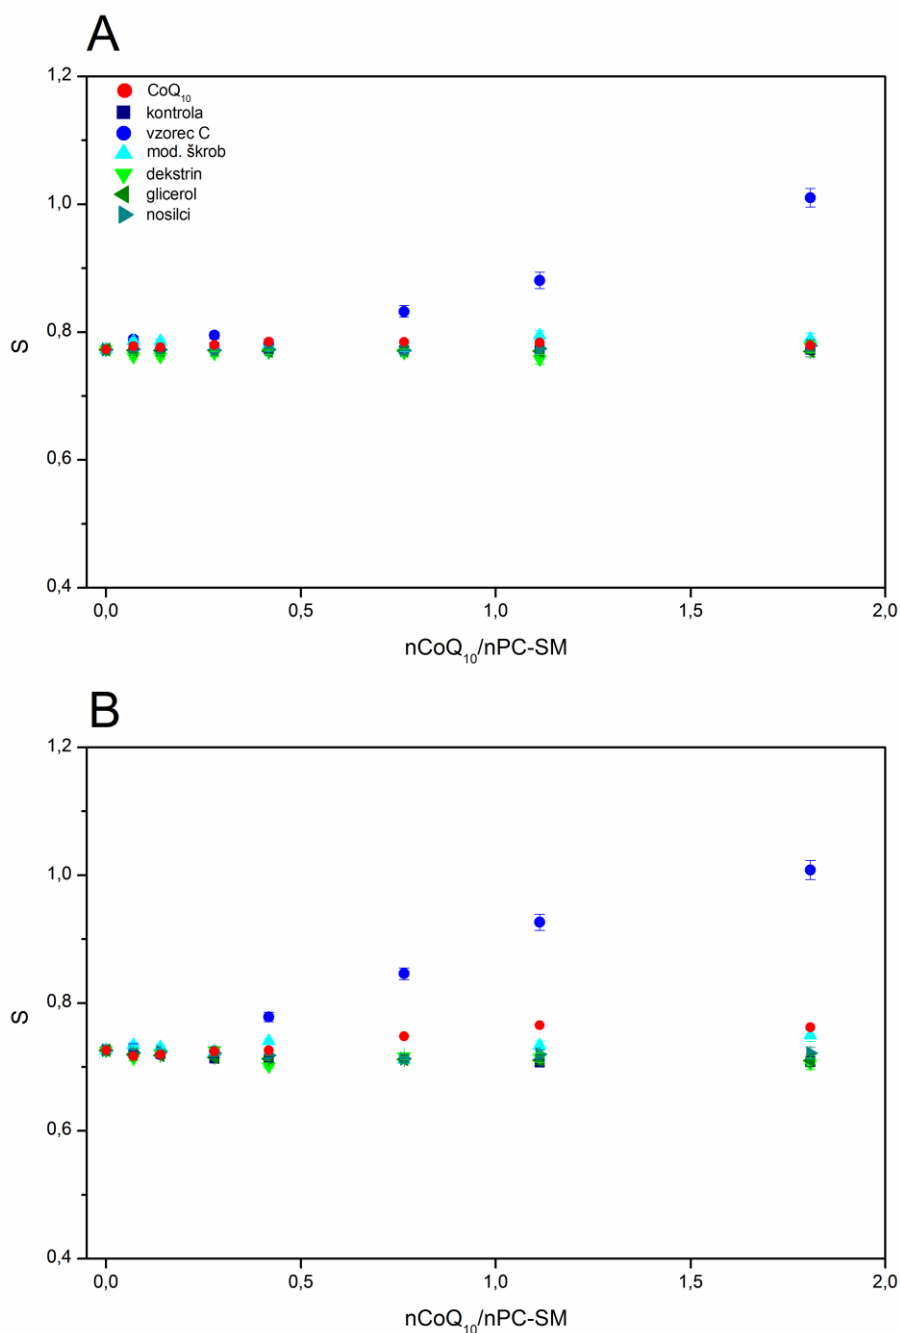 A
1,2
CoQ₁₀
kontrola
vzorec C
mod. škrob
dekstrin
glicerol
nosilci
1,0
0,8
S
0,6
0,4
0,0 0,5 1,0 1,5 2,0
nCoQ₁₀/nPC-SM
B
1,2
1,0
0,8
S
0,6
0,4
0,0 0,5 1,0 1,5 2,0
nCoQ₁₀/nPC-SM